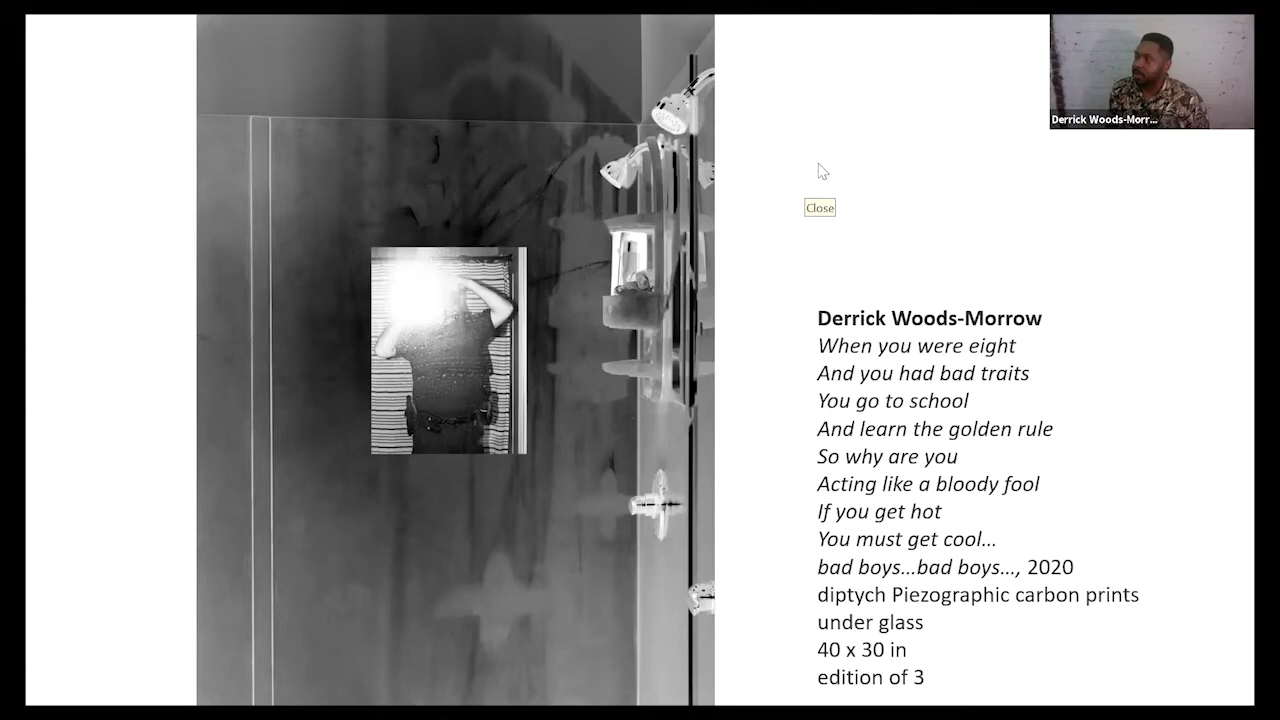 Derrick Woods-Morr...
Close
Derrick Woods-Morrow
When you were eight
And you had bad traits
You go to school
And learn the golden rule
So why are you
Acting like a bloody fool
If you get hot
You must get cool...
bad boys...bad boys..., 2020
diptych Piezographic carbon prints
under glass
40 x 30 in
edition of 3